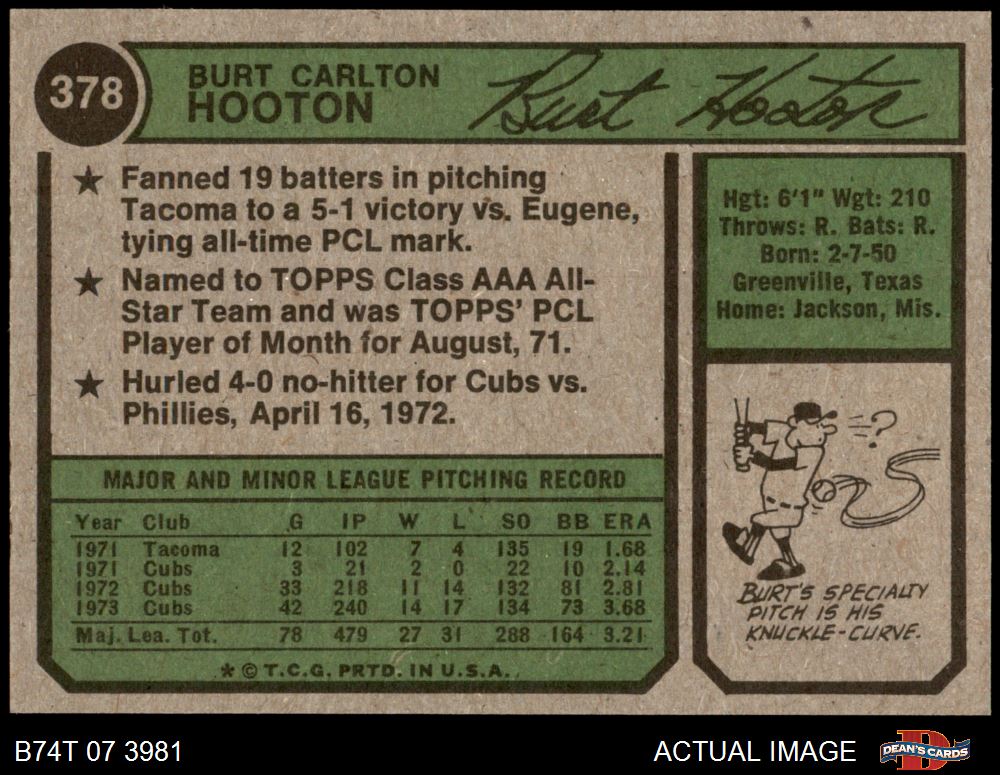 378
BURT CARLTON
HOOTON
Burt Hooton
★ Fanned 19 batters in pitching
Tacoma to a 5-1 victory vs. Eugene,
tying all-time PCL mark.
★ Named to TOPPS Class AAA All-
Star Team and was TOPPS' PCL
Player of Month for August, 71.
★ Hurled 4-0 no-hitter for Cubs vs.
Phillies, April 16, 1972.
Hgt: 6'1" Wgt: 210
Throws: R. Bats: R.
Born: 2-7-50
Greenville, Texas
Home: Jackson, Mis.
MAJOR AND MINOR LEAGUE PITCHING RECORD
Year Club G IP W L SO BB ERA
1971 Tacoma 12 102 7 4 135 19 1.68
1971 Cubs 3 21 2 0 22 10 2.14
1972 Cubs 33 218 11 14 132 81 2.81
1973 Cubs 42 240 14 17 134 73 3.68
Maj. Lea. Tot. 78 479 27 31 288 164 3.21
* © T.C.G. PRTD. IN U.S.A.
?
BURT'S SPECIALTY
PITCH IS HIS
KNUCKLE-CURVE.
B74T 07 3981
ACTUAL IMAGE
D
DEAN'S CARDS